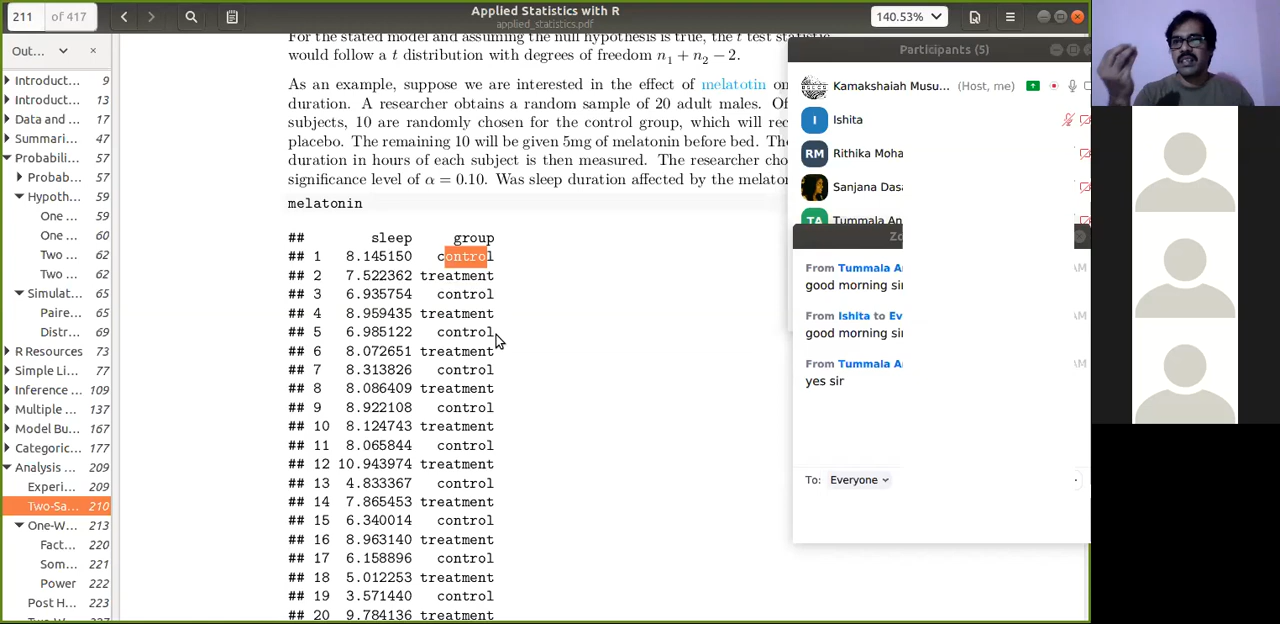 211 of 417
Applied Statistics with R
applied_statistics.pdf
140.53%
Out...
Introduct... 9
Introduct... 13
Data and ... 17
Summari... 47
Probabili... 57
Probab... 57
Hypoth... 59
One ... 59
One ... 60
Two ... 62
Two ... 62
Simulat... 65
Paire... 65
Distr... 69
R Resources 73
Simple Li... 77
Inference ... 109
Multiple ... 137
Model Bu... 167
Categoric... 177
Analysis ... 209
Experi... 209
Two-Sa... 210
One-W... 213
Fact... 220
Som... 221
Power 222
Post H... 223
For the stated model and assuming the null hypothesis is true, the t test statistic
would follow a t distribution with degrees of freedom n₁ + n₂ − 2.
As an example, suppose we are interested in the effect of melatotin on
duration. A researcher obtains a random sample of 20 adult males. Of
subjects, 10 are randomly chosen for the control group, which will rec
placebo. The remaining 10 will be given 5mg of melatonin before bed. The
duration in hours of each subject is then measured. The researcher cho
significance level of α = 0.10. Was sleep duration affected by the melato
melatonin
## sleep group
## 1 8.145150 control
## 2 7.522362 treatment
## 3 6.935754 control
## 4 8.959435 treatment
## 5 6.985122 control
## 6 8.072651 treatment
## 7 8.313826 control
## 8 8.086409 treatment
## 9 8.922108 control
## 10 8.124743 treatment
## 11 8.065844 control
## 12 10.943974 treatment
## 13 4.833367 control
## 14 7.865453 treatment
## 15 6.340014 control
## 16 8.963140 treatment
## 17 6.158896 control
## 18 5.012253 treatment
## 19 3.571440 control
## 20 9.784136 treatment
Participants (5)
Kamakshaiah Musu... (Host, me)
I Ishita
RM Rithika Moha
Sanjana Dasa
TA Tummala An
Zo
From Tummala A
good morning sir
AM
From Ishita to Ev
good morning sir
AM
From Tummala A
yes sir
AM
To: Everyone